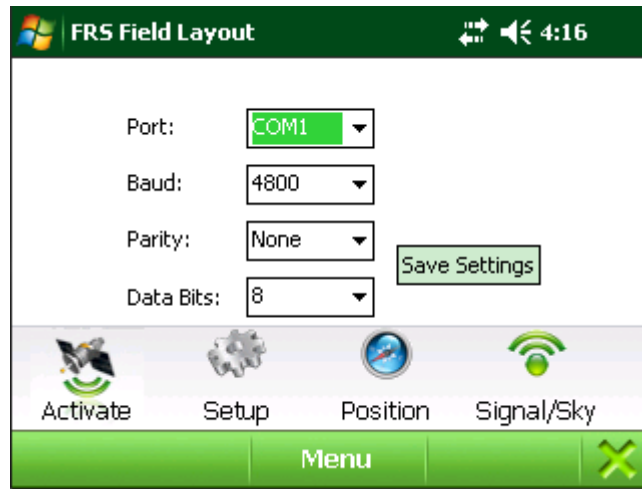 FRS Field Layout 4:16
Port: COM1
Baud: 4800
Parity: None
Save Settings
Data Bits: 8
Activate Setup Position Signal/Sky
Menu